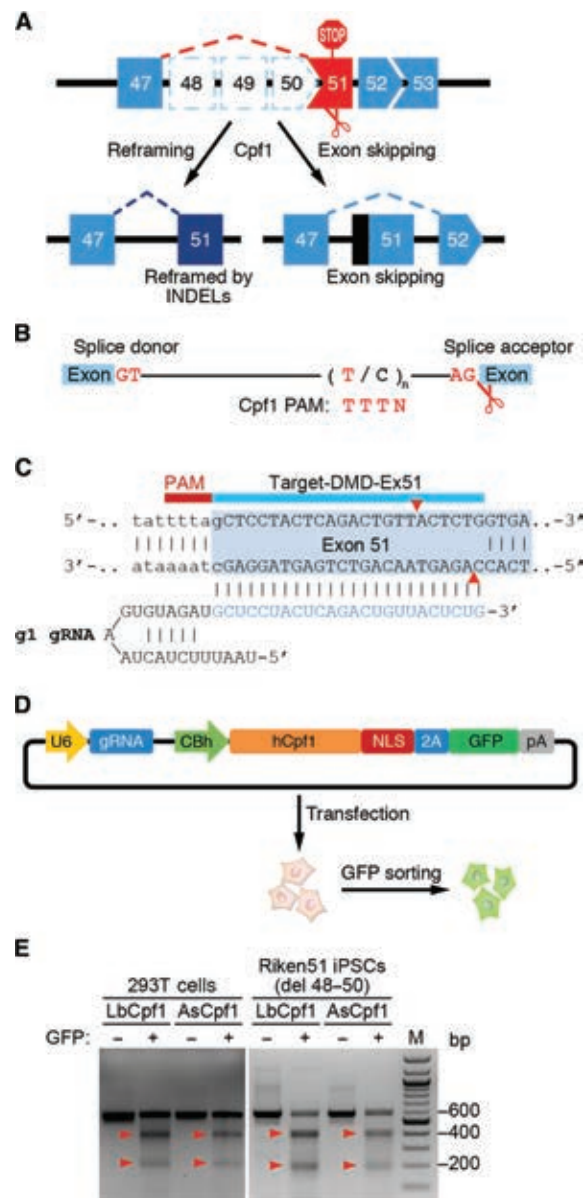 A
STOP
47 48 49 50 51 52 53
Reframing Cpf1 Exon skipping
47 51 47 51 52
Reframed by
INDELs
Exon skipping
B
Splice donor Splice acceptor
Exon GT (T/C)n AG Exon
Cpf1 PAM: TTTN
C
PAM Target-DMD-Ex51
5'-.. tattttagCTCCTACTCAGACTGTTACTCTGGTGA..-3'
Exon 51
3'-.. ataaaatcGAGGATGAGTCTGACAATGAGACCACT..-5'
GUGUAGAU GCUCCUACUCAGACUGUUACUCUG-3'
g1 gRNA A
AUCAUCUUUAAU-5'
D
U6 gRNA CBh hCpf1 NLS 2A GFP pA
Transfection
GFP sorting
E
Riken51 iPSCs
293T cells (del 48–50)
LbCpf1 AsCpf1 LbCpf1 AsCpf1
GFP: – + – + – + – + M bp
600
400
200